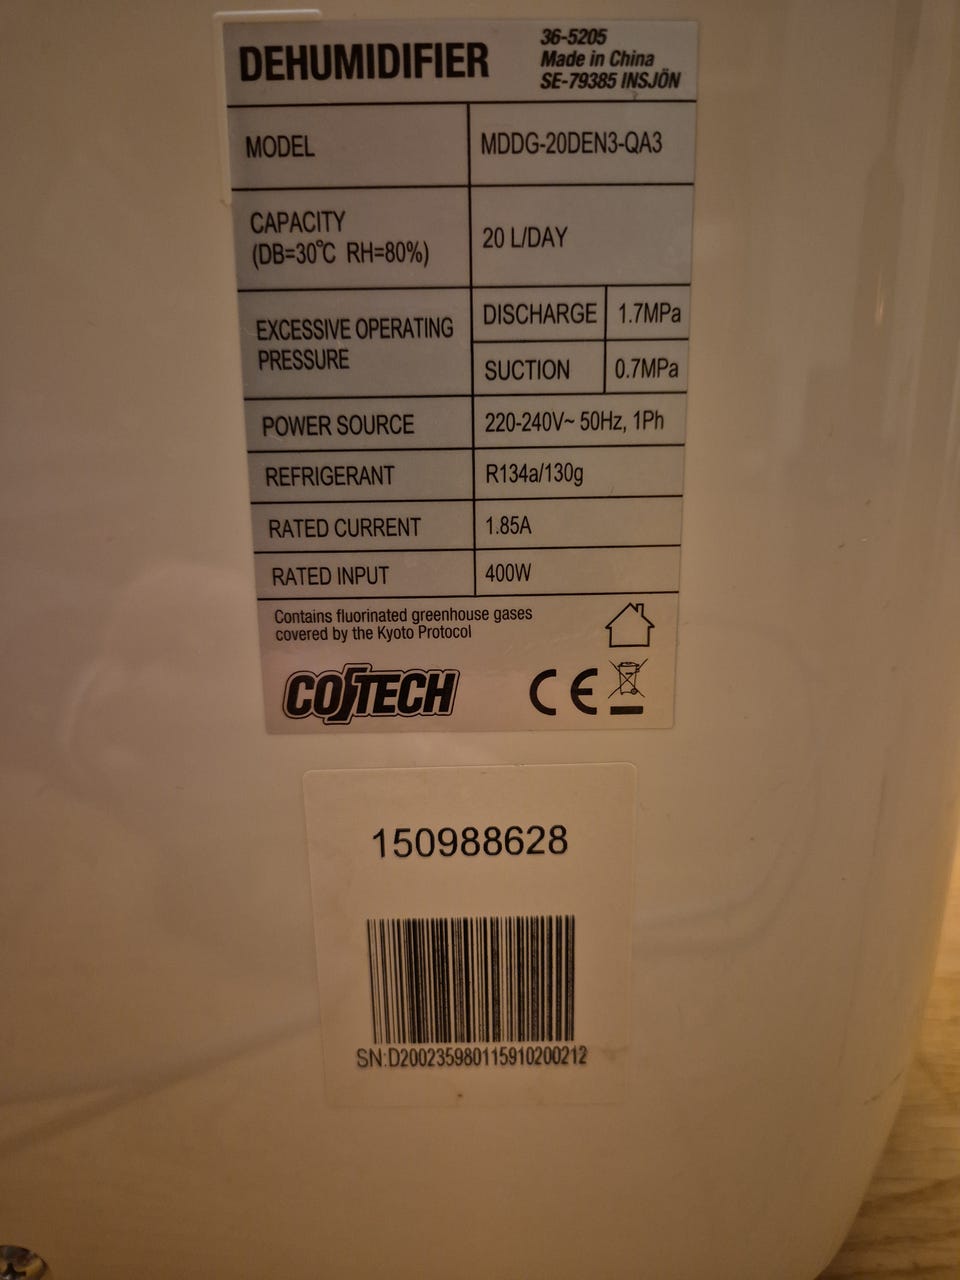 DEHUMIDIFIER
36-5205
Made in China
SE-79385 INSJÖN
MODEL MDDG-20DEN3-QA3
CAPACITY
(DB=30℃ RH=80%) 20 L/DAY
EXCESSIVE OPERATING
PRESSURE
DISCHARGE 1.7MPa
SUCTION 0.7MPa
POWER SOURCE 220-240V~ 50Hz, 1Ph
REFRIGERANT R134a/130g
RATED CURRENT 1.85A
RATED INPUT 400W
Contains fluorinated greenhouse gases
covered by the Kyoto Protocol
COTECH CE
150988628
SN:D200235980115910200212